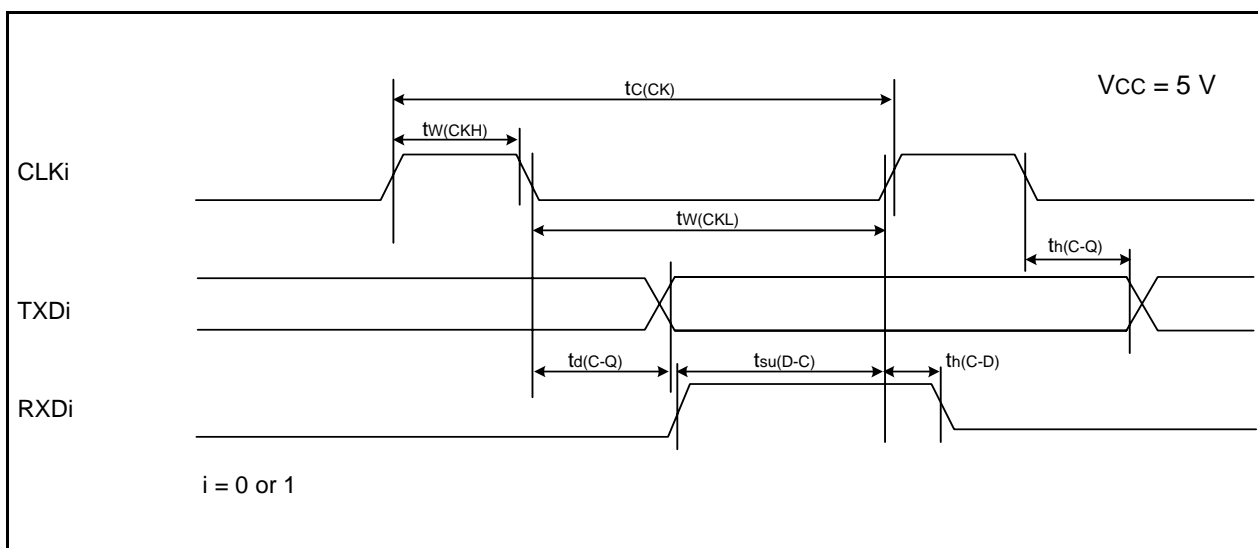 VCC = 5 V
tC(CK)
tW(CKH)
CLKi
tW(CKL)
th(C-Q)
TXDi
td(C-Q)
tsu(D-C)
th(C-D)
RXDi
i = 0 or 1